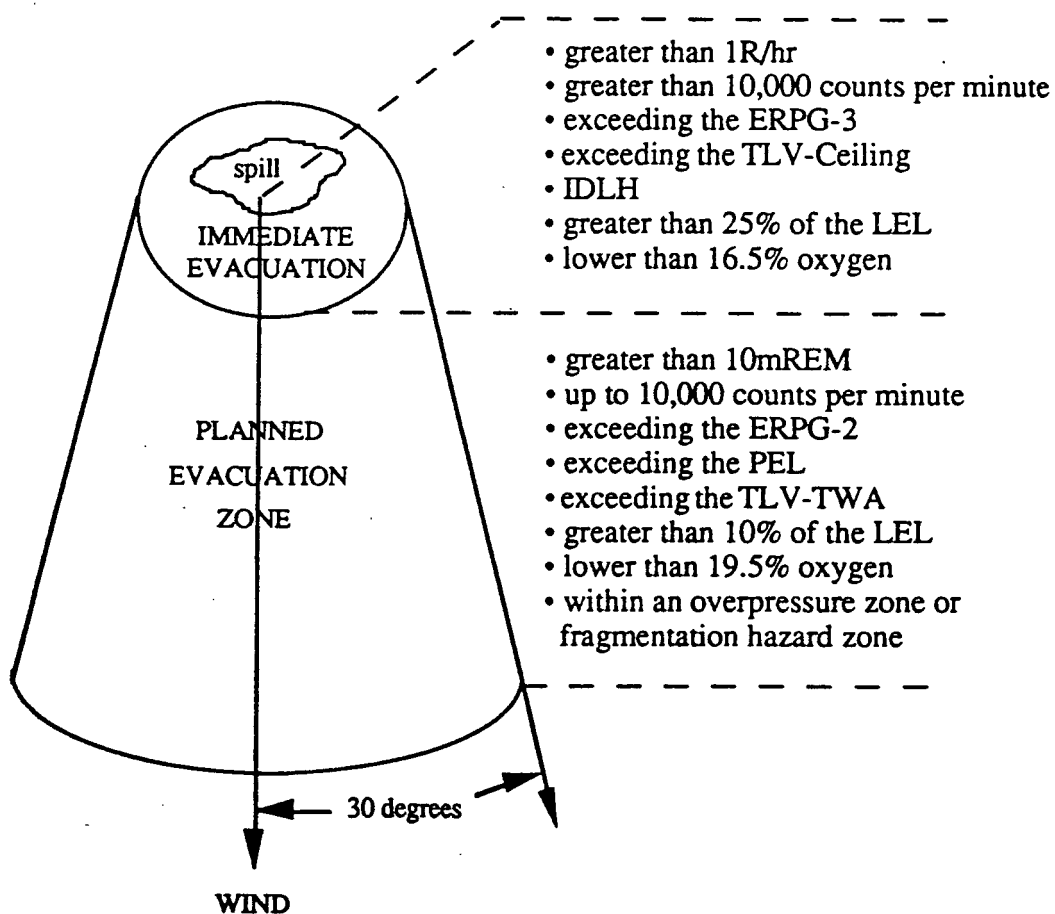 • greater than 1R/hr
• greater than 10,000 counts per minute
• exceeding the ERPG-3
• exceeding the TLV-Ceiling
• IDLH
• greater than 25% of the LEL
• lower than 16.5% oxygen
spill
IMMEDIATE
EVACUATION
• greater than 10mREM
• up to 10,000 counts per minute
• exceeding the ERPG-2
• exceeding the PEL
• exceeding the TLV-TWA
• greater than 10% of the LEL
• lower than 19.5% oxygen
• within an overpressure zone or
fragmentation hazard zone
PLANNED
EVACUATION
ZONE
30 degrees
WIND